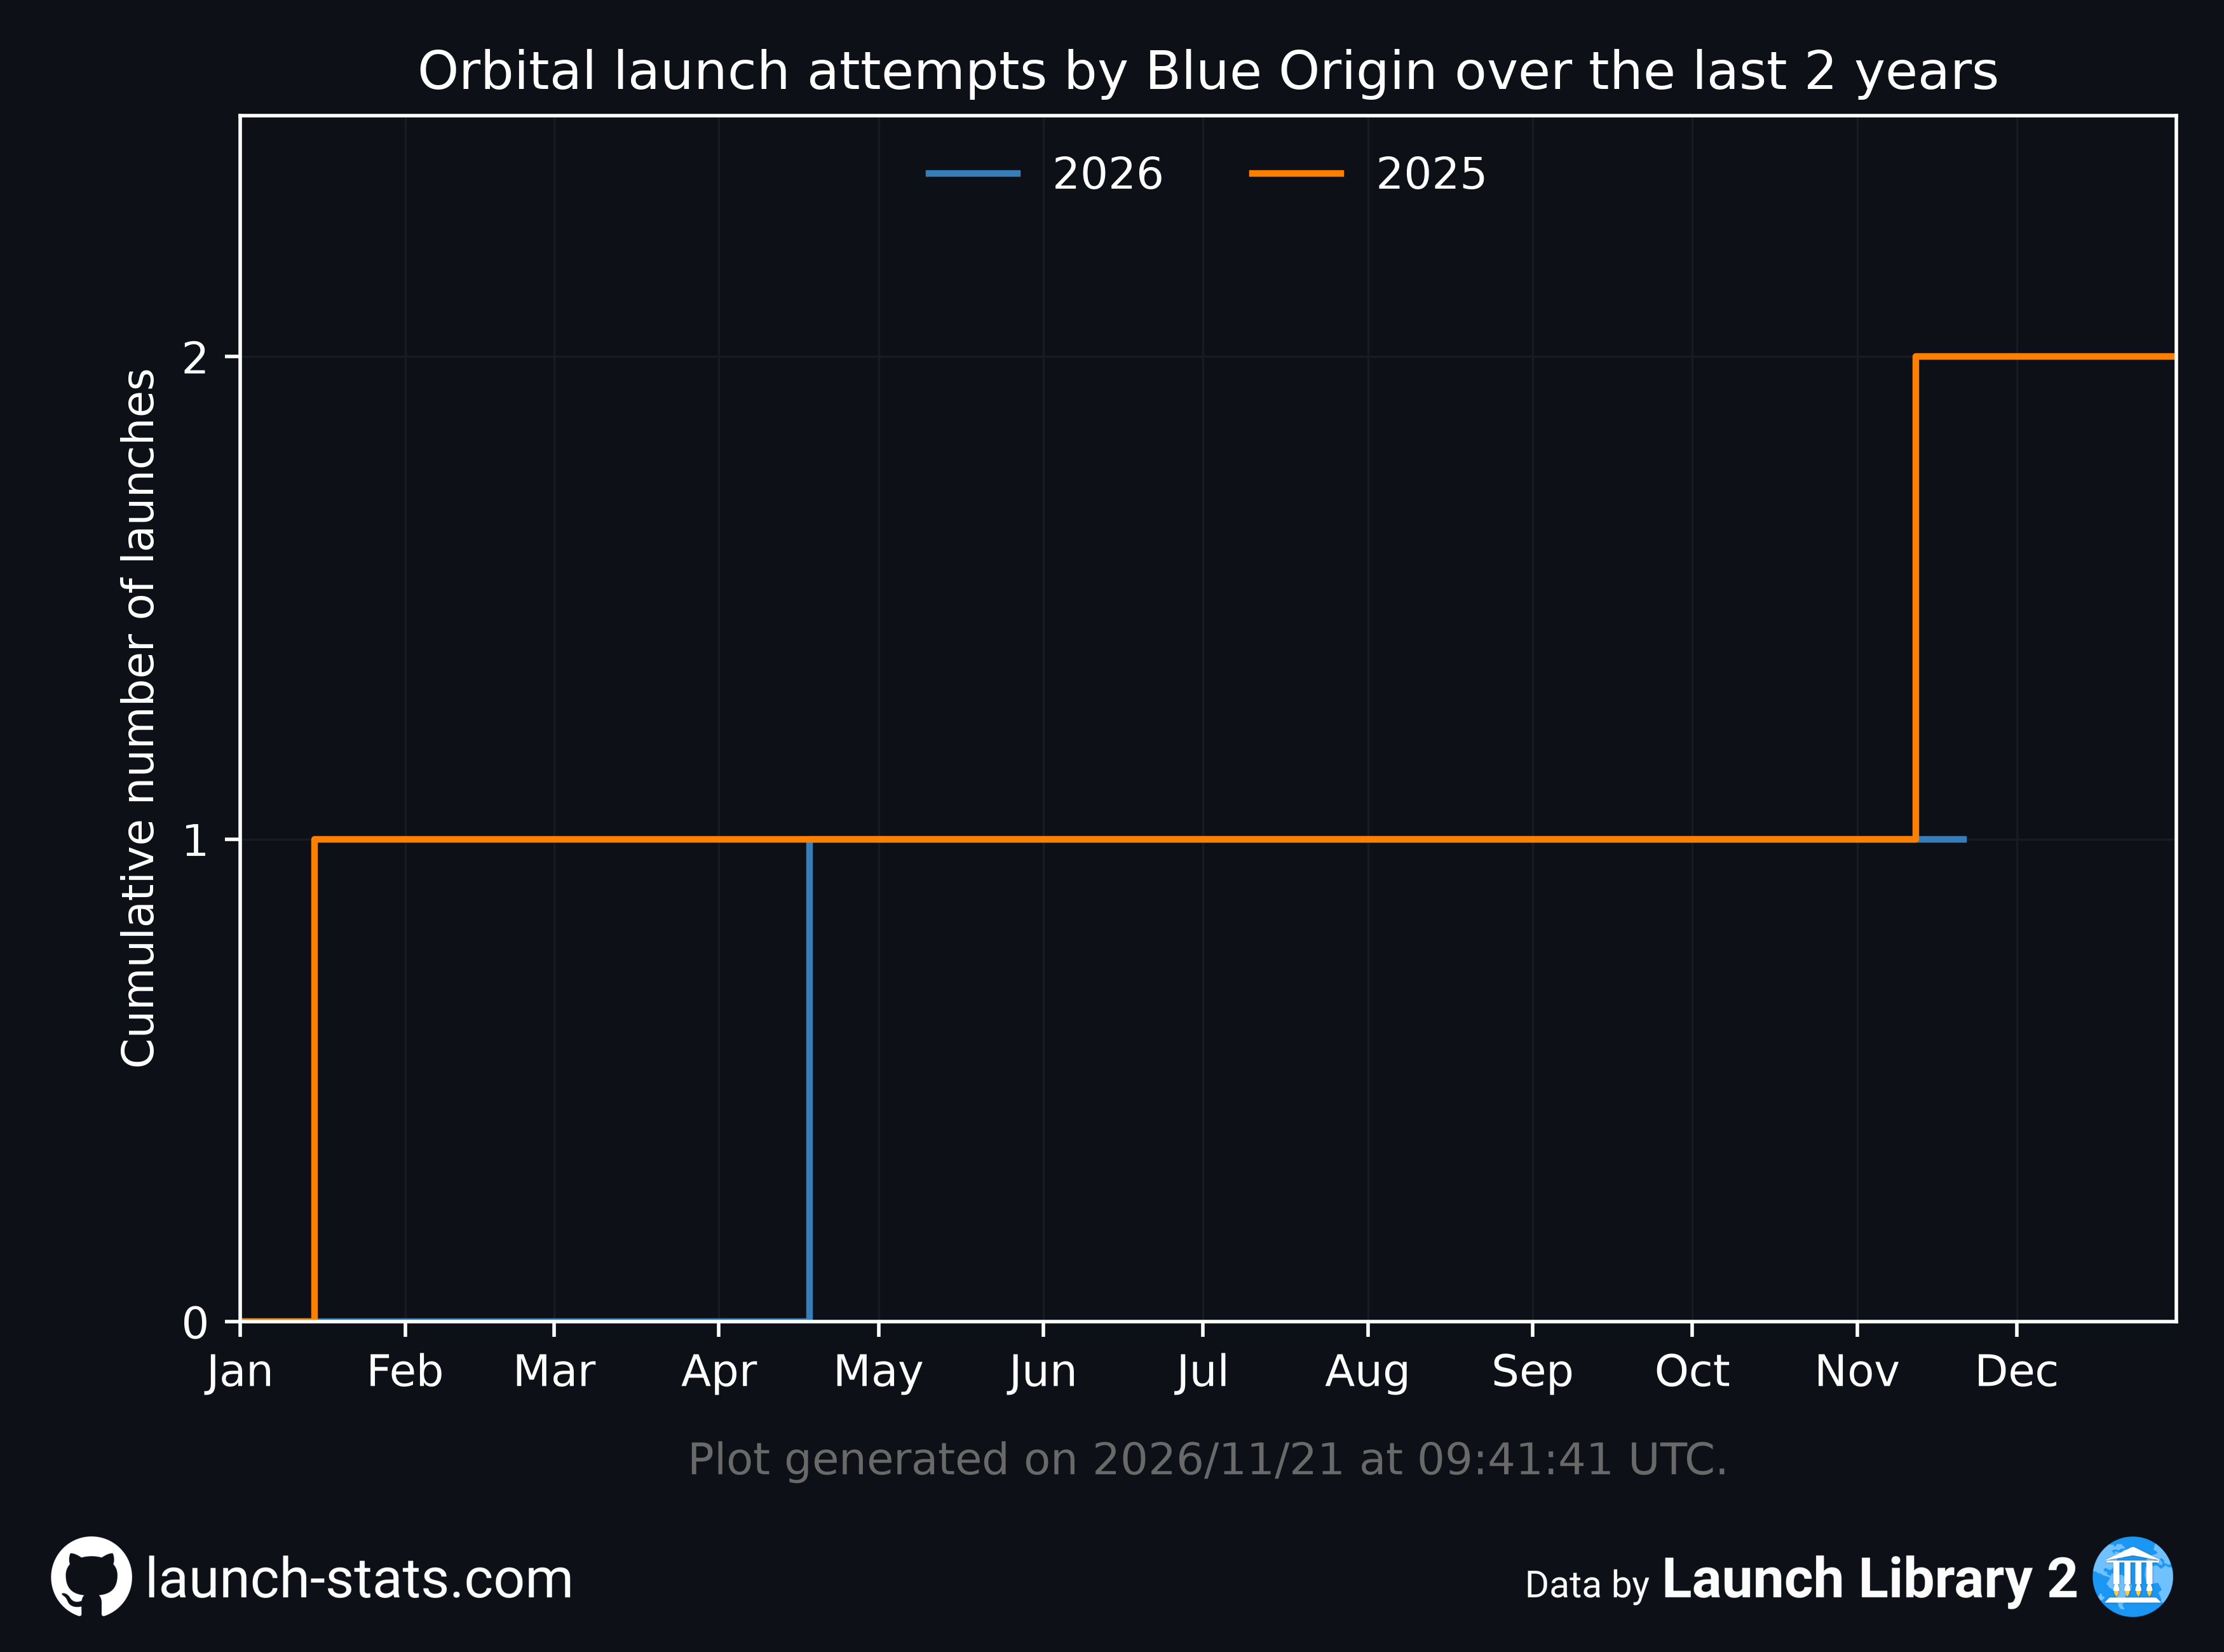 Orbital launch attempts by Blue Origin over the last 2 years
2026 2025
Cumulative number of launches
2
1
0
Jan Feb Mar Apr May Jun Jul Aug Sep Oct Nov Dec
Plot generated on 2026/11/21 at 09:41:41 UTC.
launch-stats.com
Data by Launch Library 2